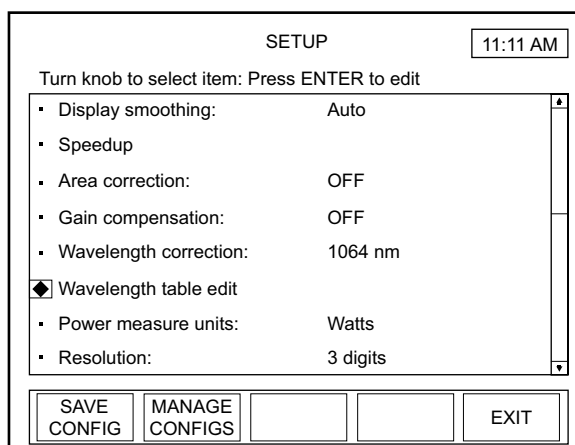 SETUP
11:11 AM
Turn knob to select item: Press ENTER to edit
Display smoothing: Auto
Speedup
Area correction: OFF
Gain compensation: OFF
Wavelength correction: 1064 nm
Wavelength table edit
Power measure units: Watts
Resolution: 3 digits
SAVE
CONFIG
MANAGE
CONFIGS
EXIT